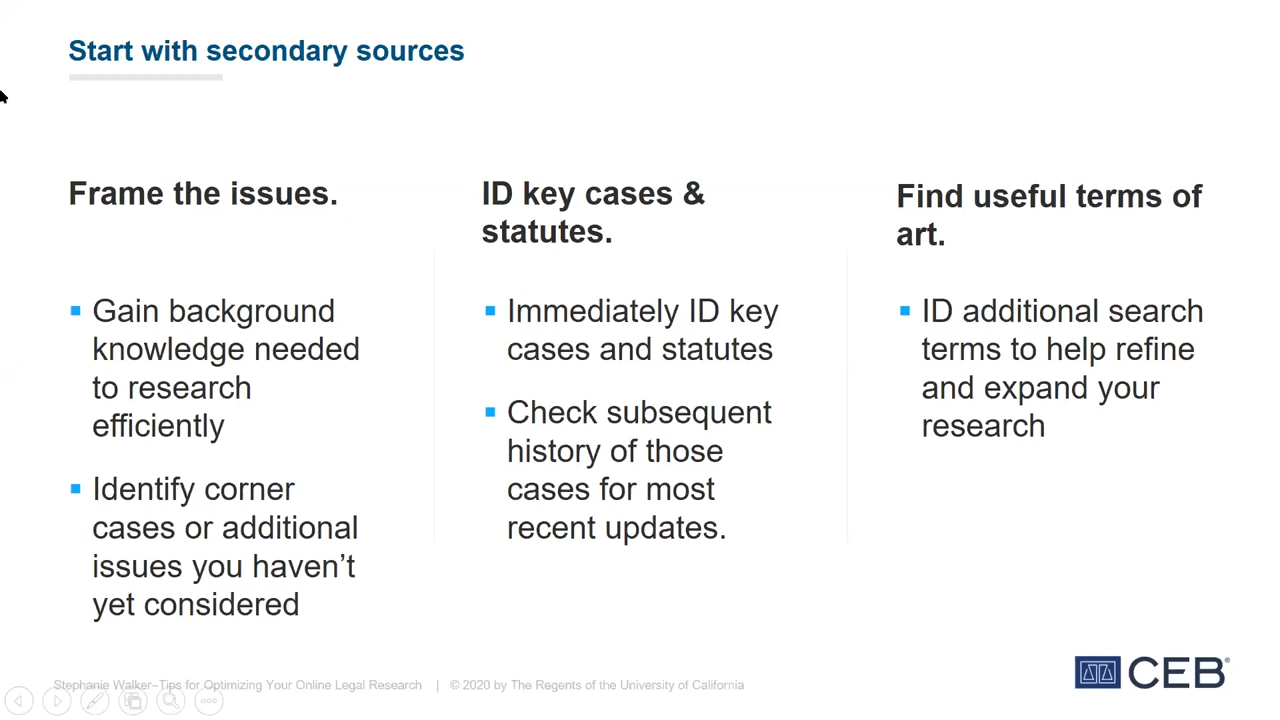 Start with secondary sources
Frame the issues.
Gain background
knowledge needed
to research
efficiently
Identify corner
cases or additional
issues you haven’t
yet considered
ID key cases &
statutes.
Immediately ID key
cases and statutes
Check subsequent
history of those
cases for most
recent updates.
Find useful terms of
art.
ID additional search
terms to help refine
and expand your
research
Stephanie Walker–Tips for Optimizing Your Online Legal Research | © 2020 by The Regents of the University of California
CEB®